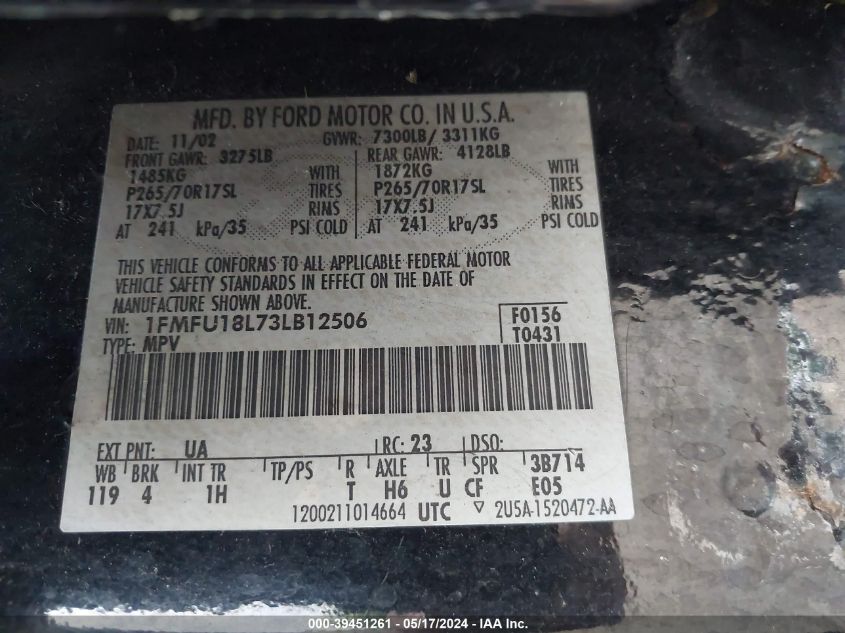 MFD. BY FORD MOTOR CO. IN U.S.A.
DATE: 11/02 GVWR: 7300LB/ 3311KG
FRONT GAWR: 3275LB REAR GAWR: 4128LB
1485KG WITH 1872KG WITH
P265/70R17SL TIRES P265/70R17SL TIRES
17X7.5J RIMS 17X7.5J RIMS
AT 241 kPa/35 PSI COLD AT 241 kPa/35 PSI COLD
THIS VEHICLE CONFORMS TO ALL APPLICABLE FEDERAL MOTOR
VEHICLE SAFETY STANDARDS IN EFFECT ON THE DATE OF
MANUFACTURE SHOWN ABOVE.
VIN: 1FMFU18L73LB12506 F0156
TYPE: MPV T0431
EXT PNT: UA RC: 23 DSO:
WB BRK INT TR TP/PS R AXLE TR SPR 3B714
119 4 1H T H6 U CF E05
1200211014664 UTC ▽ 2U5A-1520472-AA
000-39451261 - 05/17/2024 - IAA Inc.